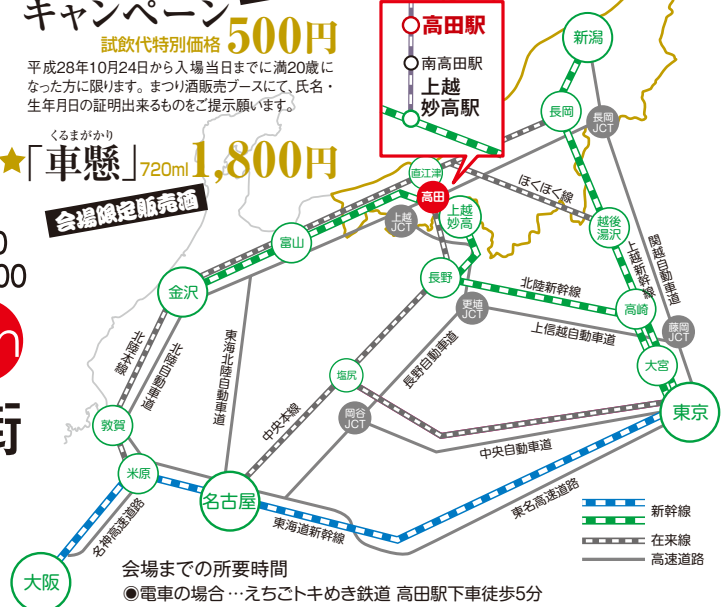 キャンペーン
試飲代特別価格 500円
平成28年10月24日から入場当日までに満20歳に
なった方に限ります。まつり酒販売ブースにて、氏名・
生年月日の証明出来るものをご提示願います。
くるまがかり
★「車懸」720ml 1,800円
会場限定販売酒
0
00
街
高田駅
南高田駅
上越
妙高駅
新潟
長岡
長岡
JCT
直江津
ほくほく線
高田
上越
妙高
上越
JCT
越後
湯沢
富山
上越新幹線
関越自動車道
長野
北陸新幹線
金沢
更埴
JCT
高崎
上信越自動車道
藤岡
JCT
北陸本線
北陸自動車道
東海北陸自動車道
長野自動車道
大宮
塩尻
東京
敦賀
中央本線
岡谷
JCT
中央自動車道
米原
名古屋
東名高速道路
名神高速道路
東海道新幹線
新幹線
在来線
高速道路
大阪
会場までの所要時間
◉電車の場合…えちごトキめき鉄道 高田駅下車徒歩5分